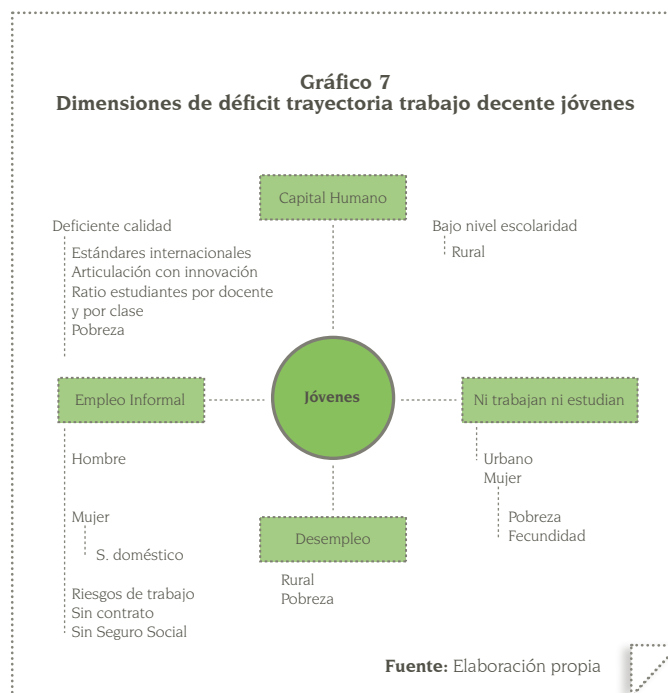 Gráfico 7
Dimensiones de déficit trayectoria trabajo decente jóvenes
Capital Humano
Deficiente calidad
Estándares internacionales
Articulación con innovación
Ratio estudiantes por docente
y por clase
Pobreza
Bajo nivel escolaridad
Rural
Empleo Informal
Jóvenes
Ni trabajan ni estudian
Hombre
Mujer
S. doméstico
Riesgos de trabajo
Sin contrato
Sin Seguro Social
Urbano
Mujer
Pobreza
Fecundidad
Desempleo
Rural
Pobreza
Fuente: Elaboración propia